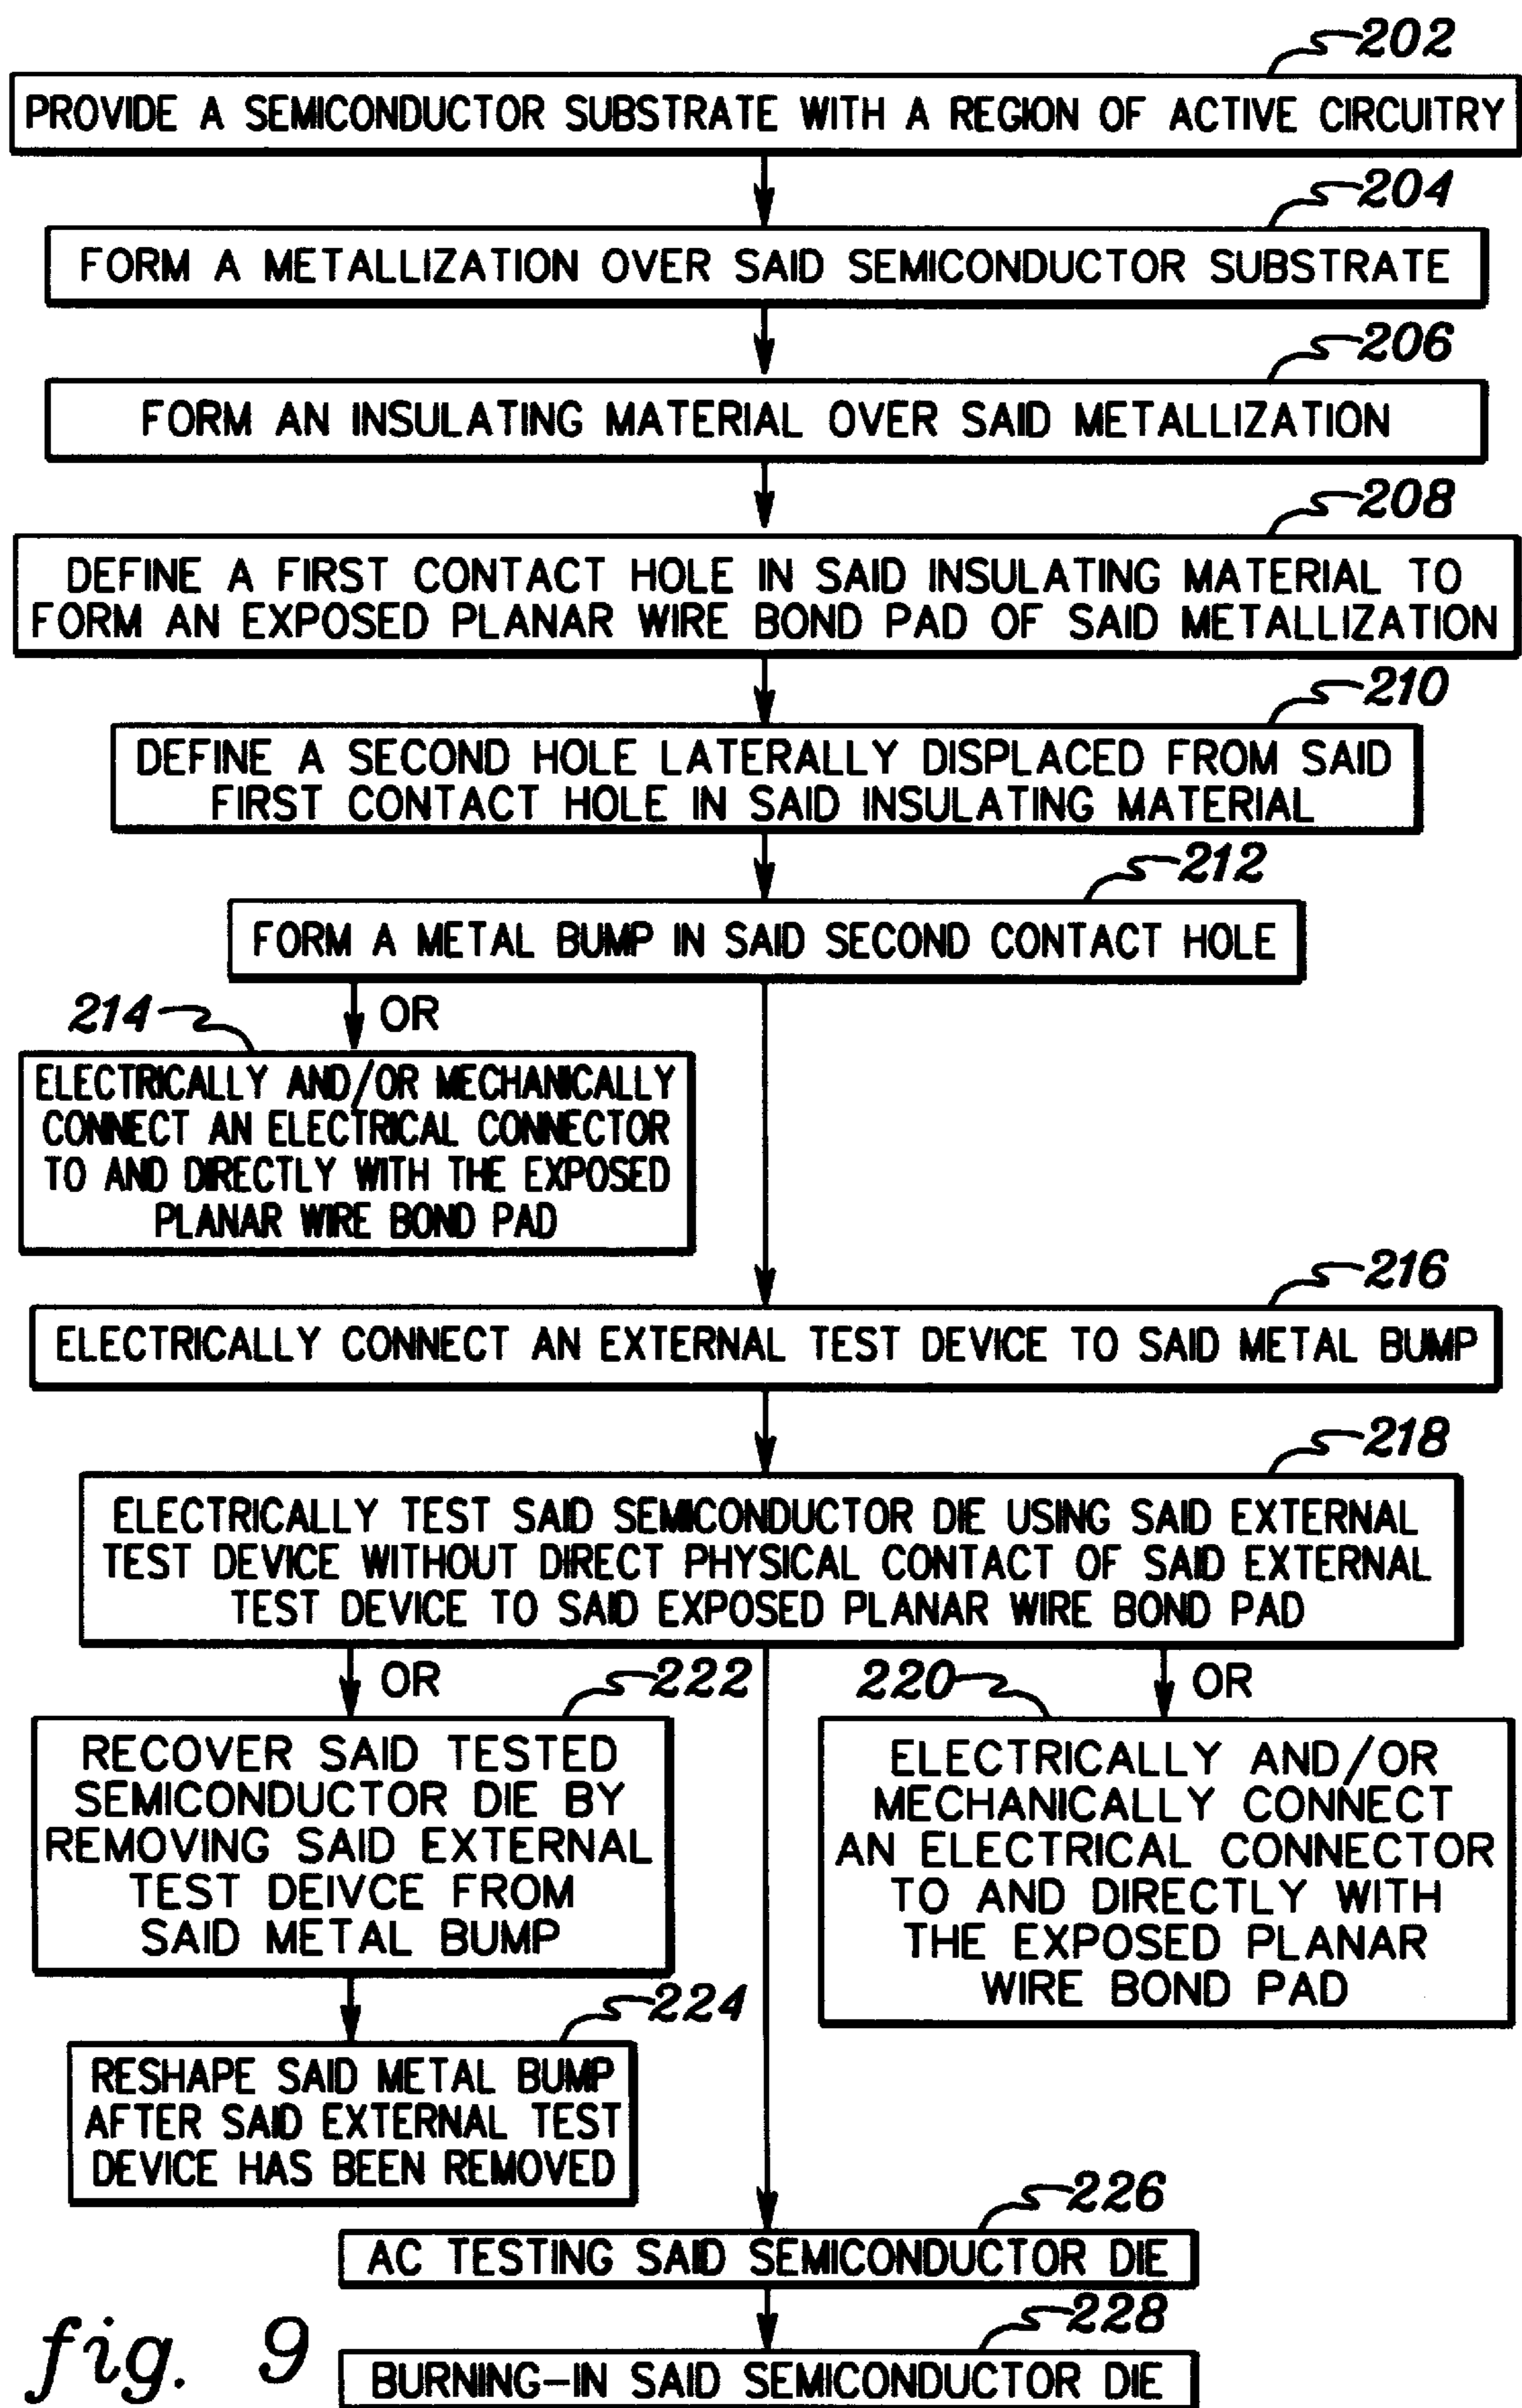 202
PROVIDE A SEMICONDUCTOR SUBSTRATE WITH A REGION OF ACTIVE CIRCUITRY
204
FORM A METALLIZATION OVER SAID SEMICONDUCTOR SUBSTRATE
206
FORM AN INSULATING MATERIAL OVER SAID METALLIZATION
208
DEFINE A FIRST CONTACT HOLE IN SAID INSULATING MATERIAL TO
FORM AN EXPOSED PLANAR WIRE BOND PAD OF SAID METALLIZATION
210
DEFINE A SECOND HOLE LATERALLY DISPLACED FROM SAID
FIRST CONTACT HOLE IN SAID INSULATING MATERIAL
212
FORM A METAL BUMP IN SAID SECOND CONTACT HOLE
214
OR
ELECTRICALLY AND/OR MECHANICALLY
CONNECT AN ELECTRICAL CONNECTOR
TO AND DIRECTLY WITH THE EXPOSED
PLANAR WIRE BOND PAD
216
ELECTRICALLY CONNECT AN EXTERNAL TEST DEVICE TO SAID METAL BUMP
218
ELECTRICALLY TEST SAID SEMICONDUCTOR DIE USING SAID EXTERNAL
TEST DEVICE WITHOUT DIRECT PHYSICAL CONTACT OF SAID EXTERNAL
TEST DEVICE TO SAID EXPOSED PLANAR WIRE BOND PAD
OR
222
RECOVER SAID TESTED
SEMICONDUCTOR DIE BY
REMOVING SAID EXTERNAL
TEST DEIVCE FROM
SAID METAL BUMP
220
OR
ELECTRICALLY AND/OR
MECHANICALLY CONNECT
AN ELECTRICAL CONNECTOR
TO AND DIRECTLY WITH
THE EXPOSED PLANAR
WIRE BOND PAD
224
RESHAPE SAID METAL BUMP
AFTER SAID EXTERNAL TEST
DEVICE HAS BEEN REMOVED
226
AC TESTING SAID SEMICONDUCTOR DIE
228
BURNING-IN SAID SEMICONDUCTOR DIE
fig. 9